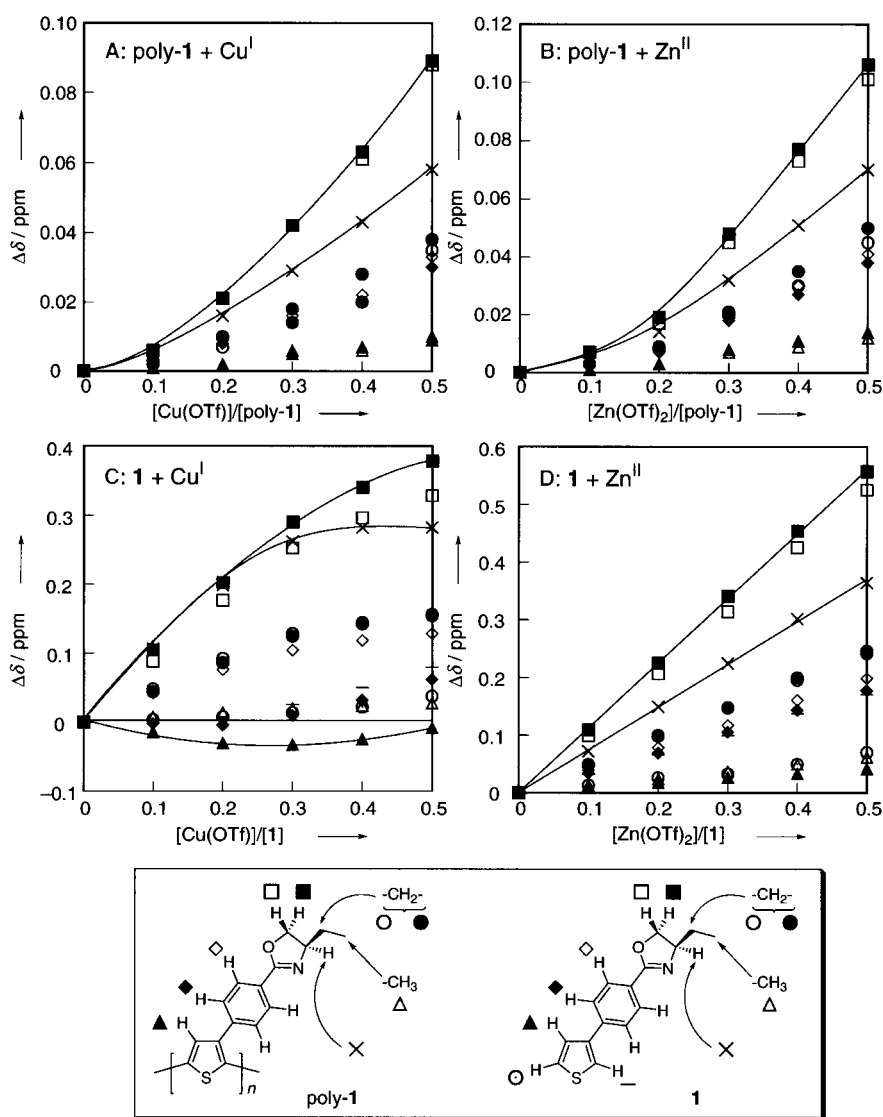 A: poly-1 + Cu^I
0.10
0.08
0.06
0.04
0.02
0
Δδ / ppm
0 0.1 0.2 0.3 0.4 0.5
[Cu(OTf)]/[poly-1]
B: poly-1 + Zn^II
0.12
0.10
0.08
0.06
0.04
0.02
0
Δδ / ppm
0 0.1 0.2 0.3 0.4 0.5
[Zn(OTf)2]/[poly-1]
C: 1 + Cu^I
0.4
0.3
0.2
0.1
0
−0.1
Δδ / ppm
0 0.1 0.2 0.3 0.4 0.5
[Cu(OTf)]/[1]
D: 1 + Zn^II
0.6
0.5
0.4
0.3
0.2
0.1
0
Δδ / ppm
0 0.1 0.2 0.3 0.4 0.5
[Zn(OTf)2]/[1]
-CH2-
H H
O
H
N
H
H
-CH3
H
H
H
S
n
poly-1
-CH2-
H H
O
H
N
H
H
-CH3
H
H
H
H
S
H
1